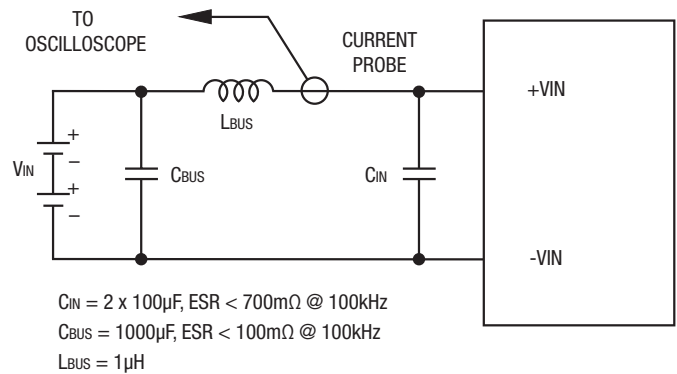 TO
OSCILLOSCOPE
CURRENT
PROBE
LBUS
+VIN
VIN
+
−
+
−
CBUS
CIN
-VIN
CIN = 2 x 100µF, ESR < 700mΩ @ 100kHz
CBUS = 1000µF, ESR < 100mΩ @ 100kHz
LBUS = 1µH